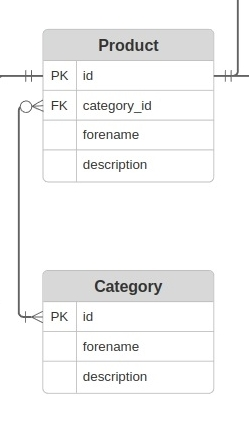 Product
PK id
FK category_id
forename
description
Category
PK id
forename
description